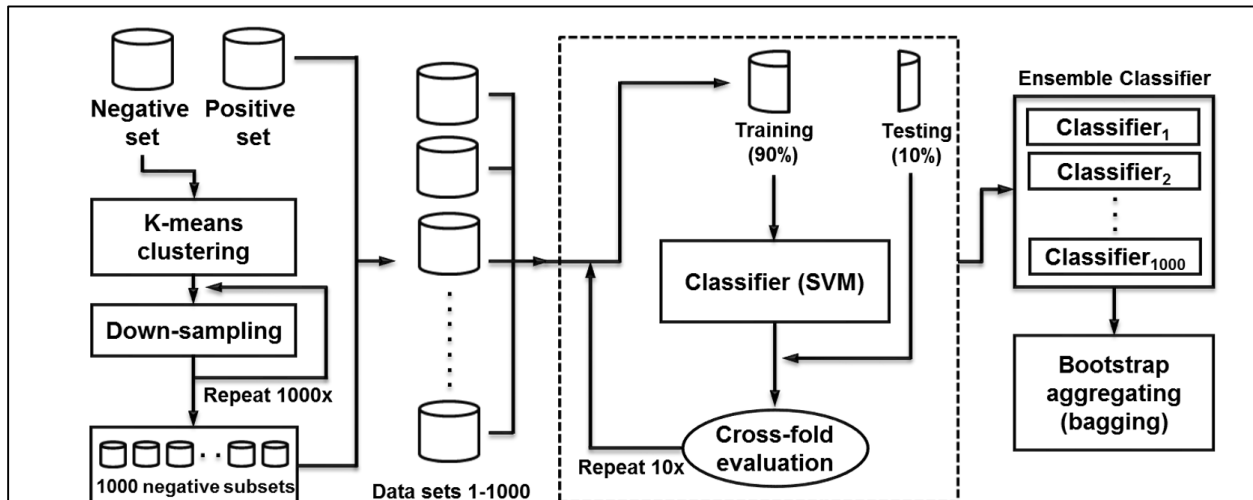 Negative
set
Positive
set
K-means
clustering
Down-sampling
Repeat 1000x
1000 negative subsets
Data sets 1-1000
Training
(90%)
Testing
(10%)
Classifier (SVM)
Cross-fold
evaluation
Repeat 10x
Ensemble Classifier
Classifier₁
Classifier₂
Classifier₁₀₀₀
Bootstrap
aggregating
(bagging)